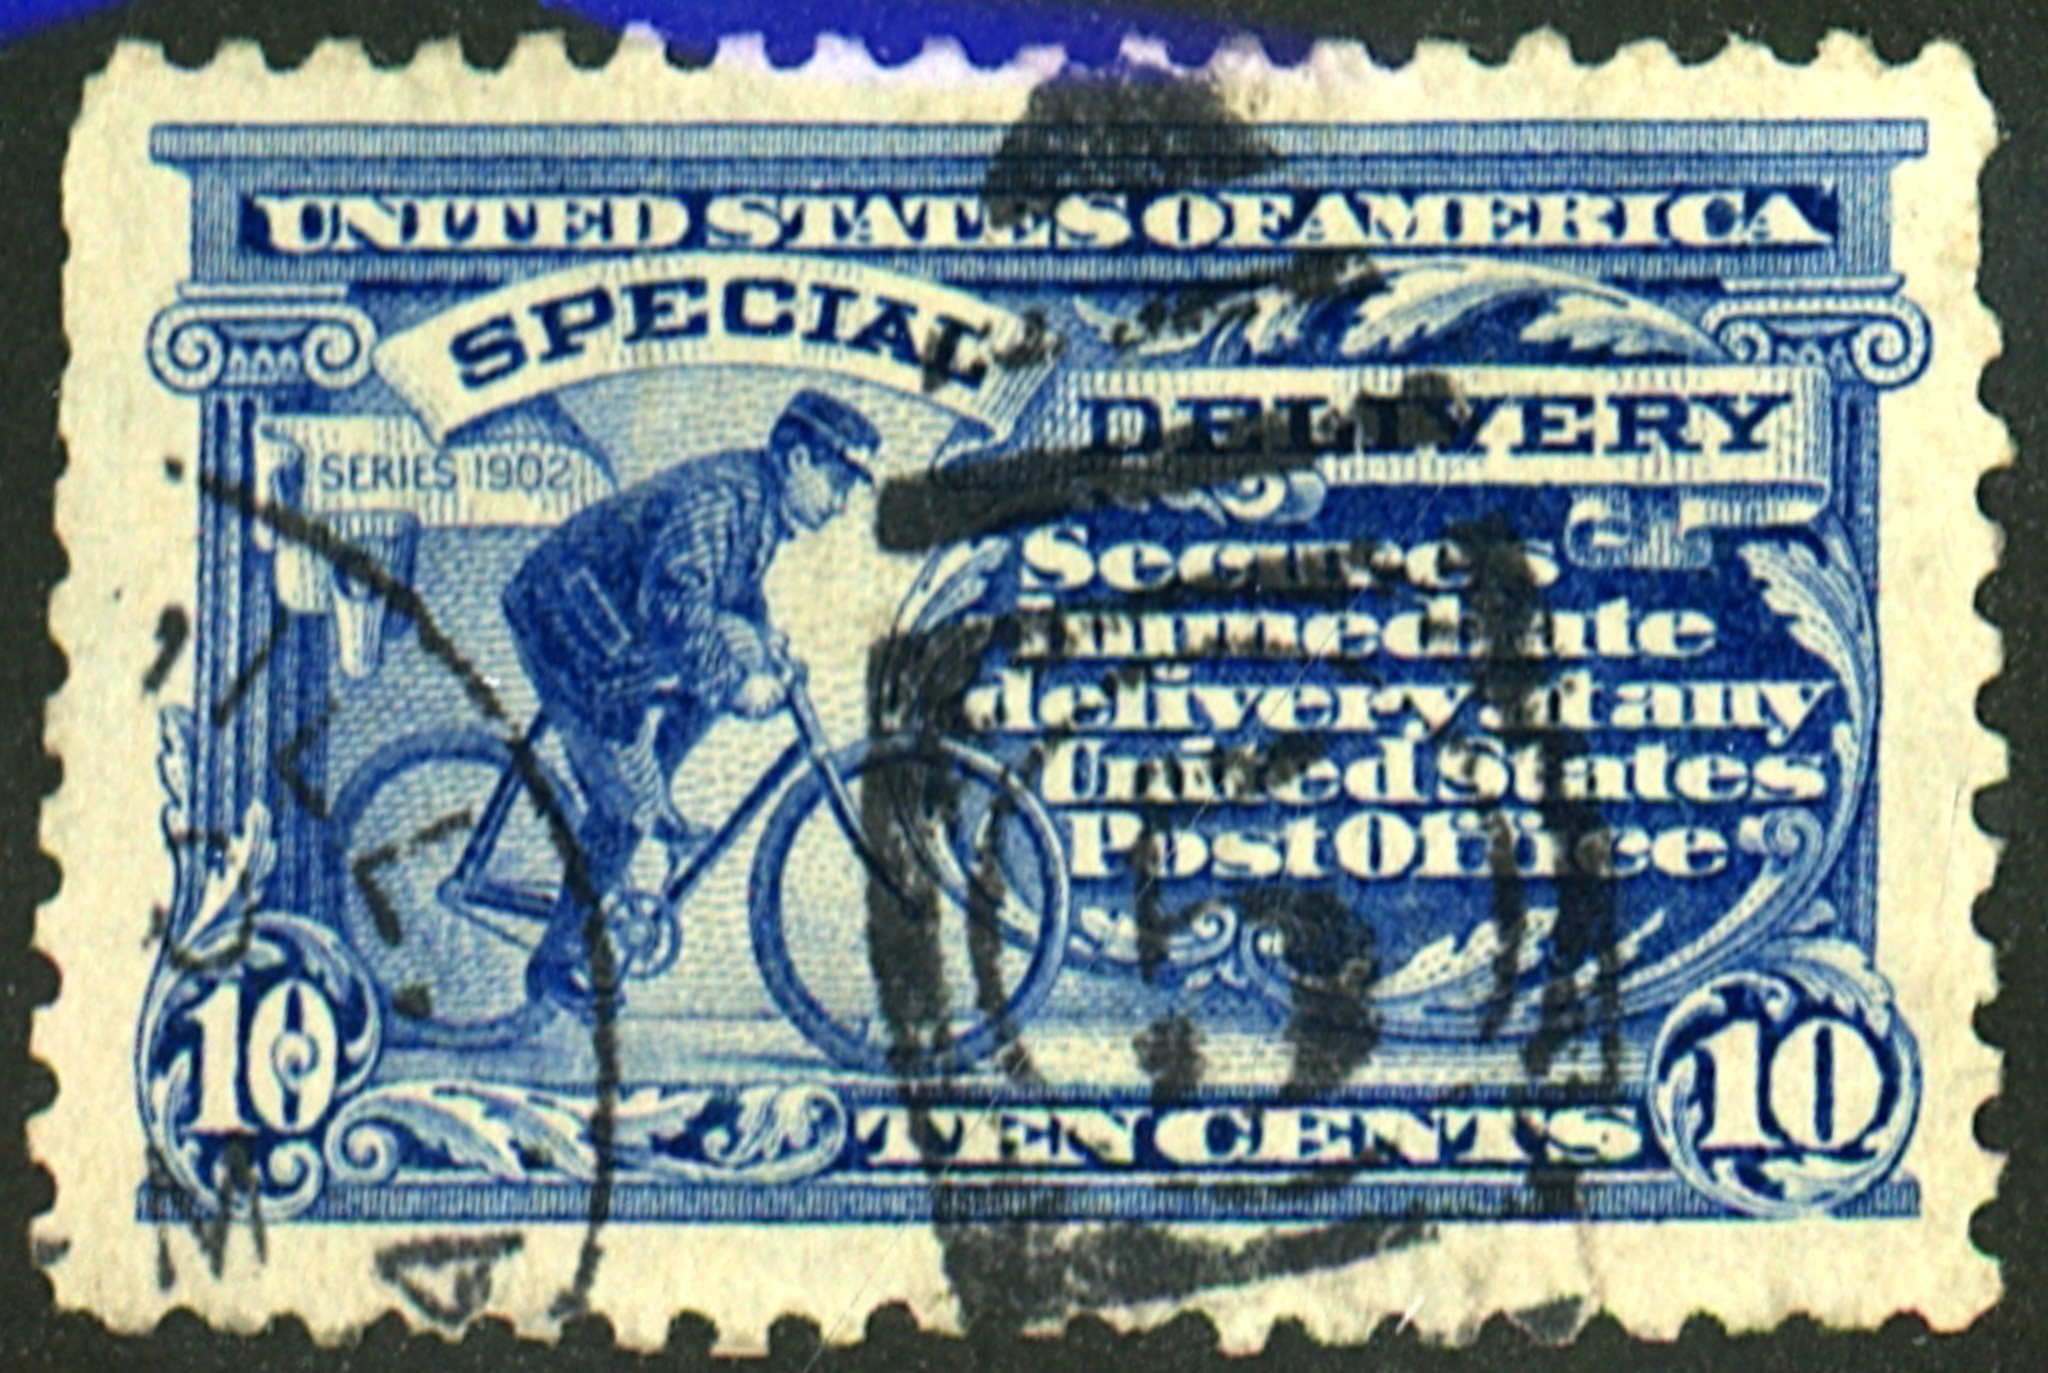 UNITED STATES OF AMERICA
SPECIAL
DELIVERY
SERIES 1902
Secures
immediate
delivery at any
United States
Post Office
10
10
TEN CENTS